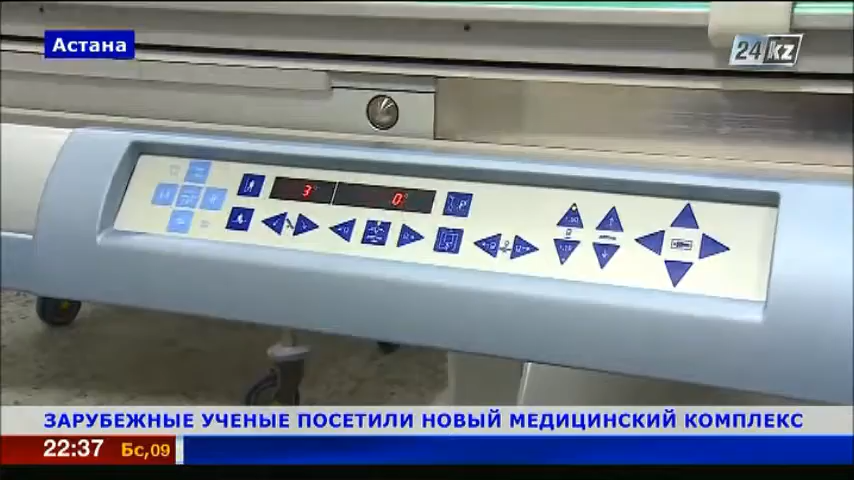 Астана
24kz
3°
0°
P
ЗАРУБЕЖНЫЕ УЧЕНЫЕ ПОСЕТИЛИ НОВЫЙ МЕДИЦИНСКИЙ КОМПЛЕКС
22:37 Бс,09